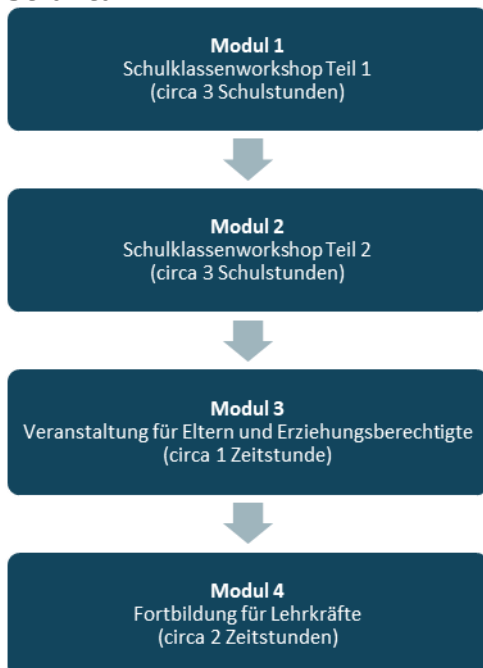 Modul 1
Schulklassenworkshop Teil 1
(circa 3 Schulstunden)
Modul 2
Schulklassenworkshop Teil 2
(circa 3 Schulstunden)
Modul 3
Veranstaltung für Eltern und Erziehungsberechtigte
(circa 1 Zeitstunde)
Modul 4
Fortbildung für Lehrkräfte
(circa 2 Zeitstunden)